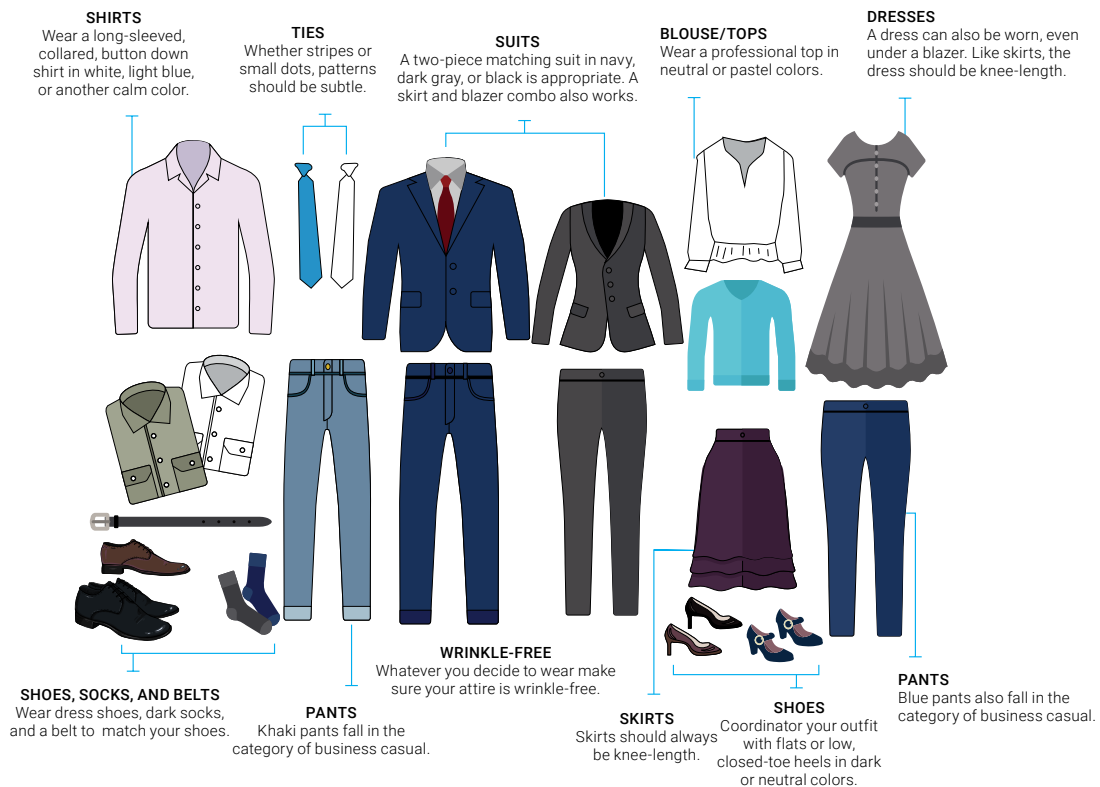 SHIRTS
Wear a long-sleeved,
collared, button down
shirt in white, light blue,
or another calm color.
TIES
Whether stripes or
small dots, patterns
should be subtle.
SUITS
A two-piece matching suit in navy,
dark gray, or black is appropriate. A
skirt and blazer combo also works.
BLOUSE/TOPS
Wear a professional top in
neutral or pastel colors.
DRESSES
A dress can also be worn, even
under a blazer. Like skirts, the
dress should be knee-length.
SHOES, SOCKS, AND BELTS
Wear dress shoes, dark socks,
and a belt to match your shoes.
PANTS
Khaki pants fall in the
category of business casual.
WRINKLE-FREE
Whatever you decide to wear make
sure your attire is wrinkle-free.
SKIRTS
Skirts should always
be knee-length.
SHOES
Coordinator your outfit
with flats or low,
closed-toe heels in dark
or neutral colors.
PANTS
Blue pants also fall in the
category of business casual.